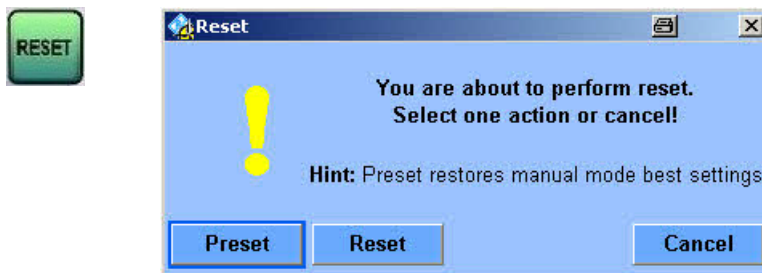 RESET
Reset
You are about to perform reset.
Select one action or cancel!
Hint: Preset restores manual mode best settings
Preset Reset Cancel